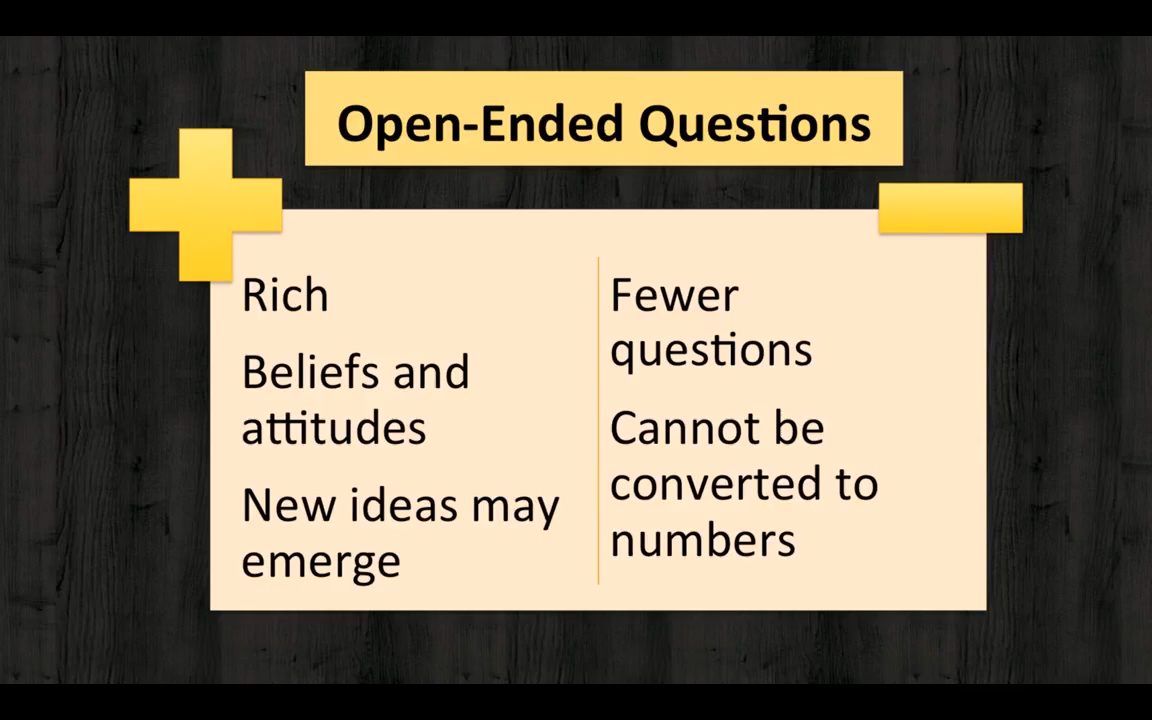 Open-Ended Questions
Rich
Beliefs and
attitudes
New ideas may
emerge
Fewer
questions
Cannot be
converted to
numbers